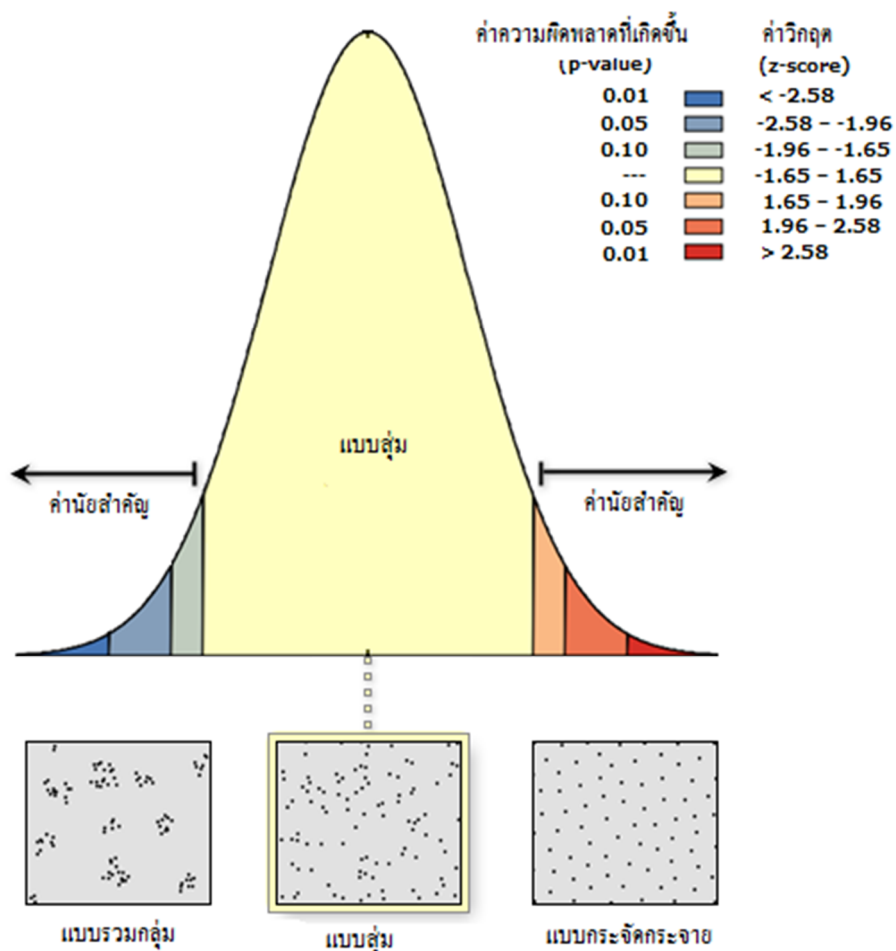 ค่าความผิดพลาดที่เกิดขึ้น ค่าวิกฤต
(p-value) (z-score)
0.01 < -2.58
0.05 -2.58 – -1.96
0.10 -1.96 – -1.65
--- -1.65 – 1.65
0.10 1.65 – 1.96
0.05 1.96 – 2.58
0.01 > 2.58
แบบสุ่ม
ค่านัยสำคัญ ค่านัยสำคัญ
แบบรวมกลุ่ม แบบสุ่ม แบบกระจัดกระจาย